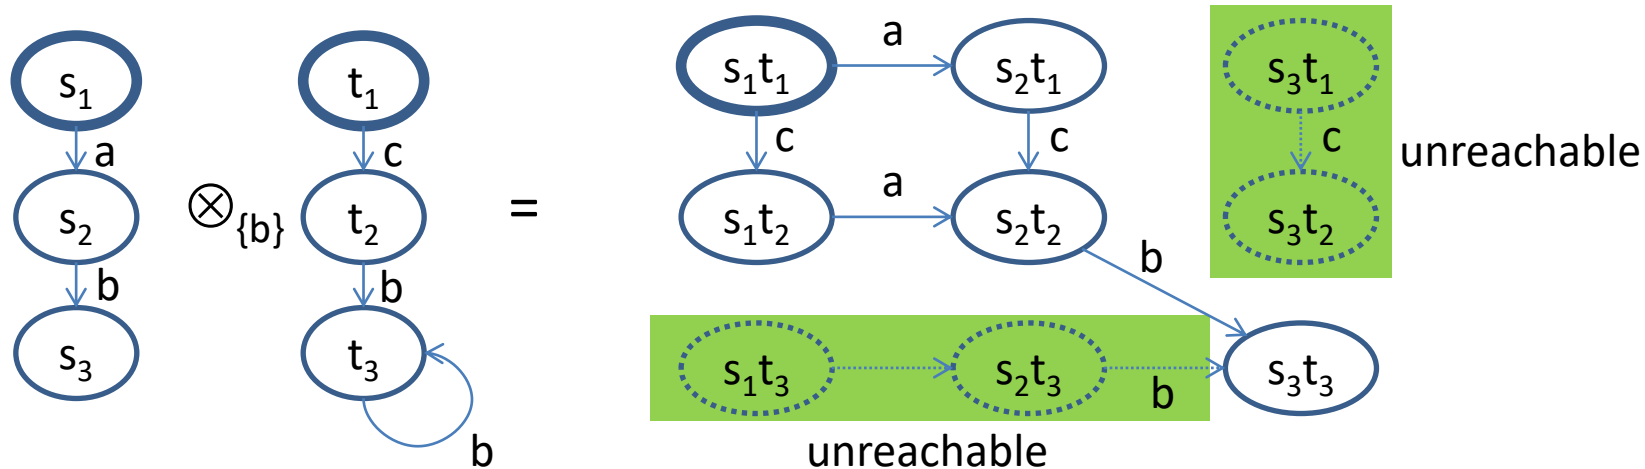 s₁
a
s₂
b
s₃
⊗{b}
t₁
c
t₂
b
t₃
b
=
s₁t₁
a
s₂t₁
c
c
s₁t₂
a
s₂t₂
b
s₃t₁
c
s₃t₂
unreachable
s₁t₃
s₂t₃
b
s₃t₃
unreachable